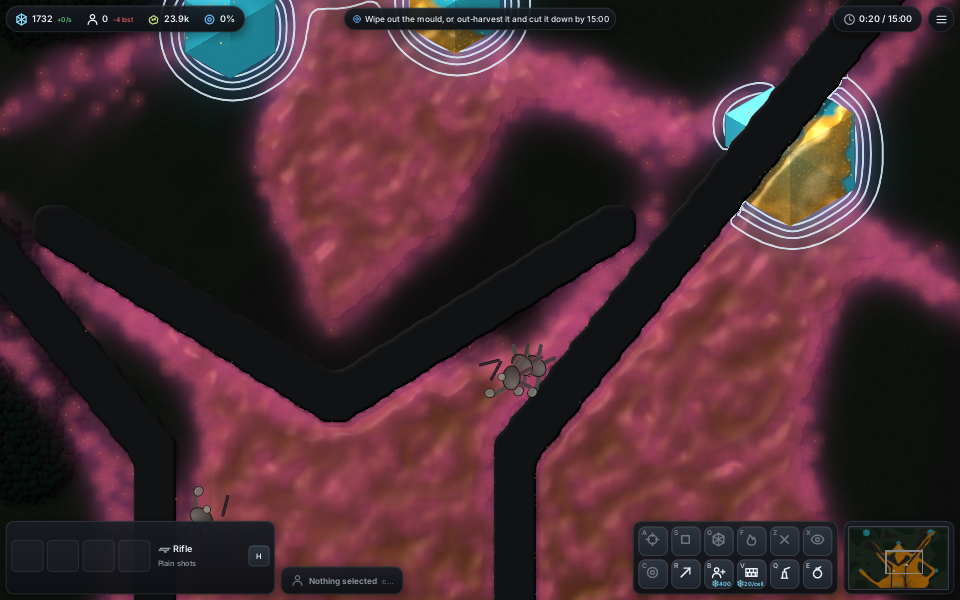 1732 +0/s 0 -4 lost 23.9k 0%
Wipe out the mould, or out-harvest it and cut it down by 15:00
0:20 / 15:00
Rifle
Plain shots
H
Nothing selected c...
A S G F Z X
C R B V Q E
400 20/cell